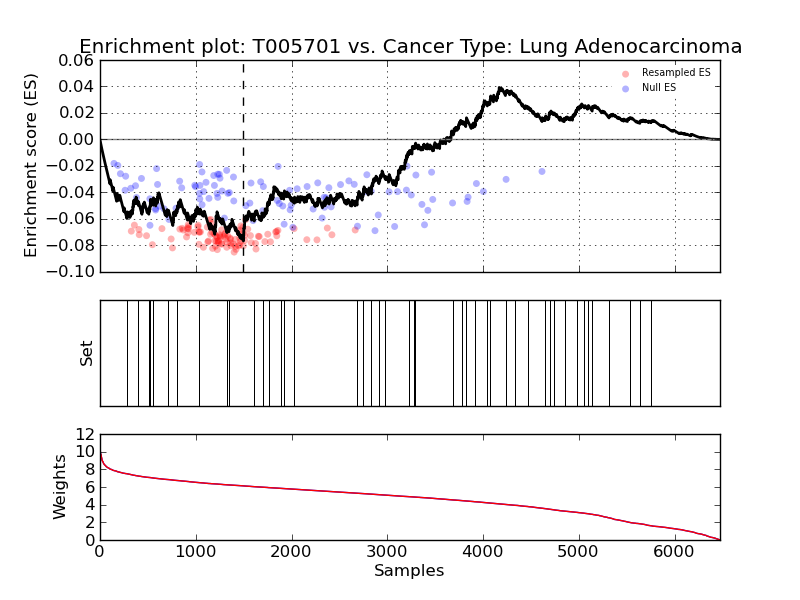 Enrichment plot: T005701 vs. Cancer Type: Lung Adenocarcinoma
Enrichment score (ES)
0.06
0.04
0.02
0.00
−0.02
−0.04
−0.06
−0.08
−0.10
Resampled ES
Null ES
Set
Weights
12
10
8
6
4
2
0
0 1000 2000 3000 4000 5000 6000
Samples